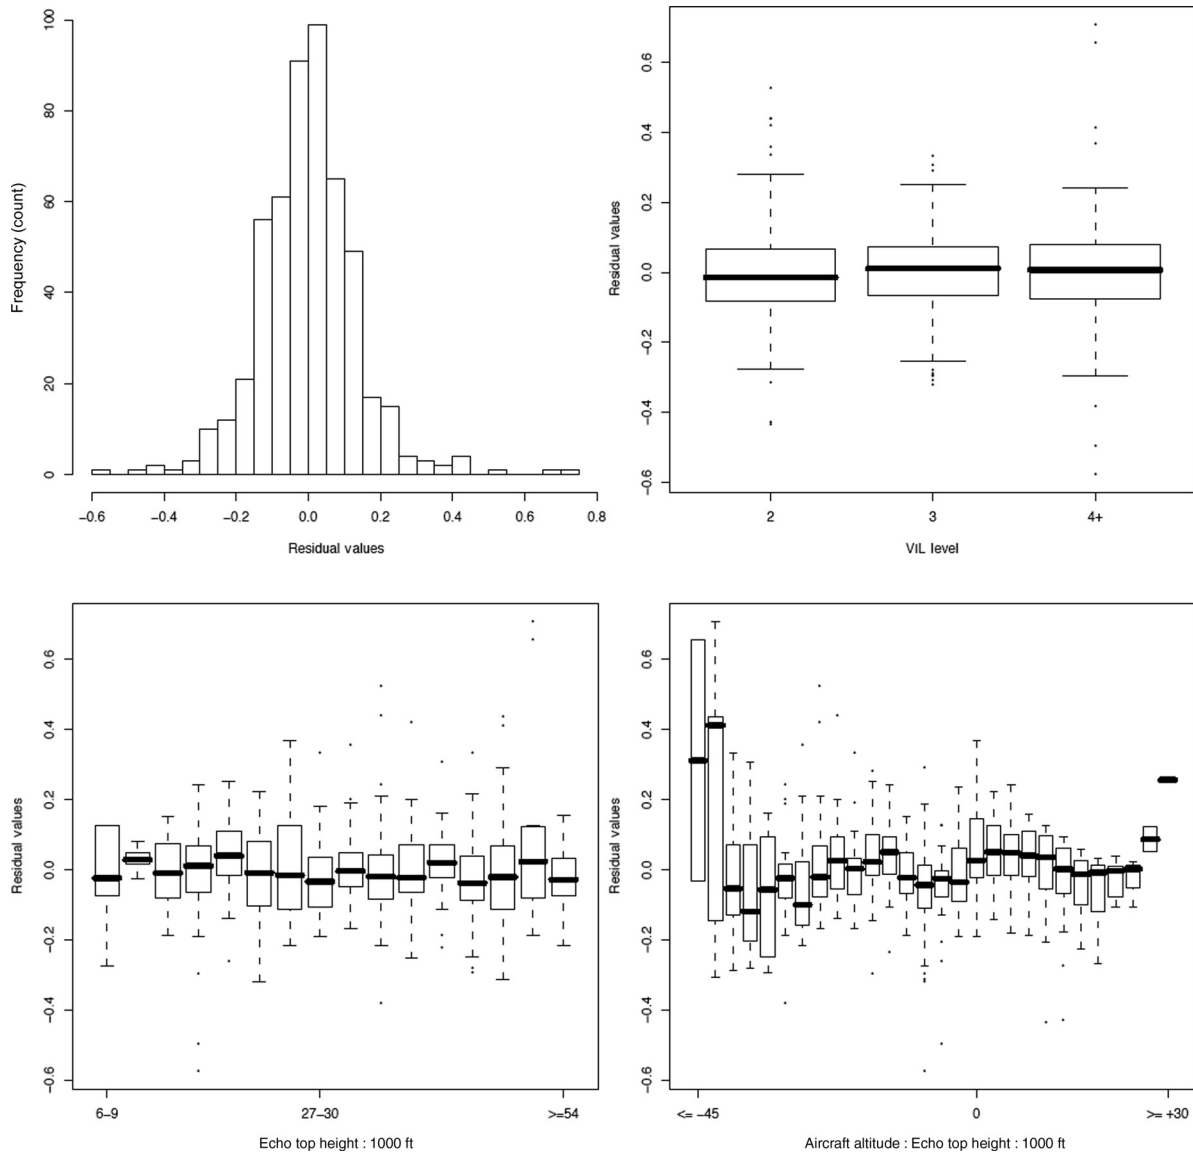 100
80
60
40
20
0
Frequency (count)
−0.6 −0.4 −0.2 0.0 0.2 0.4 0.6 0.8
Residual values
0.6
0.4
0.2
0.0
−0.2
−0.4
−0.6
Residual values
2 3 4+
VIL level
0.6
0.4
0.2
0.0
−0.2
−0.4
−0.6
Residual values
6−9 27−30 >=54
Echo top height : 1000 ft
0.6
0.4
0.2
0.0
−0.2
−0.4
−0.6
Residual values
<= −45 0 >= +30
Aircraft altitude : Echo top height : 1000 ft